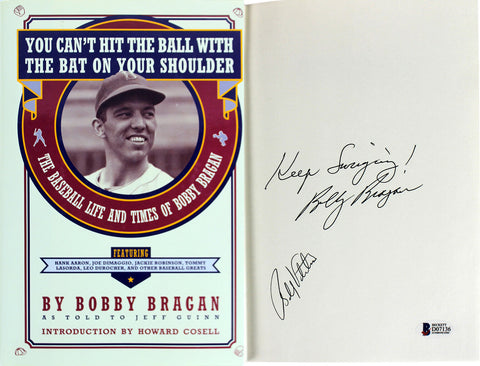 YOU CAN'T HIT THE BALL WITH
THE BAT ON YOUR SHOULDER
THE BASEBALL LIFE AND TIMES OF BOBBY BRAGAN
FEATURING
HANK AARON, JOE DIMAGGIO, JACKIE ROBINSON, TOMMY
LASORDA, LEO DUROCHER, AND OTHER BASEBALL GREATS
BY BOBBY BRAGAN
AS TOLD TO JEFF GUINN
INTRODUCTION BY HOWARD COSELL
Keep Swinging!
Bobby Bragan
BECKETT
D07136